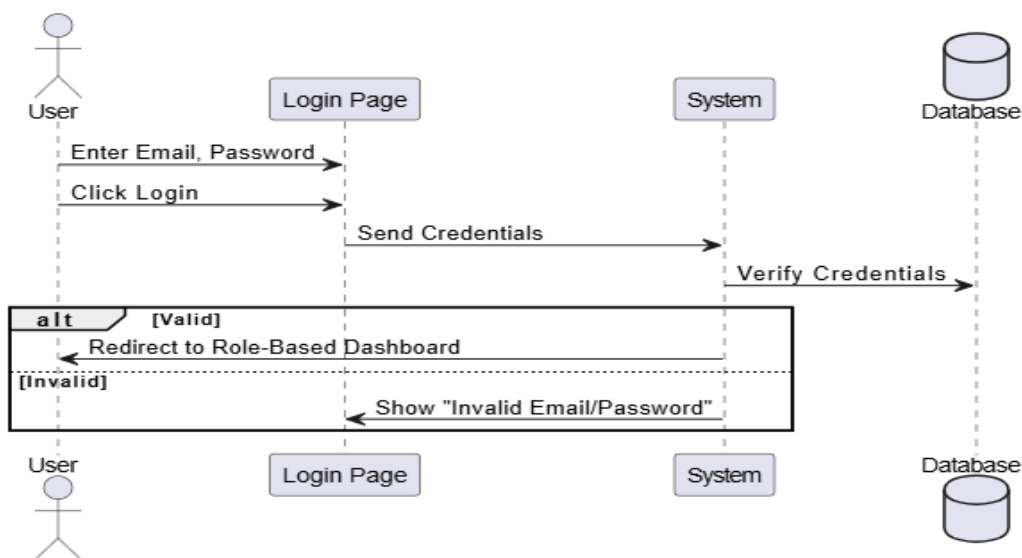 User
Login Page
System
Database
Enter Email, Password
Click Login
Send Credentials
Verify Credentials
alt [Valid]
Redirect to Role-Based Dashboard
[Invalid]
Show "Invalid Email/Password"
User
Login Page
System
Database